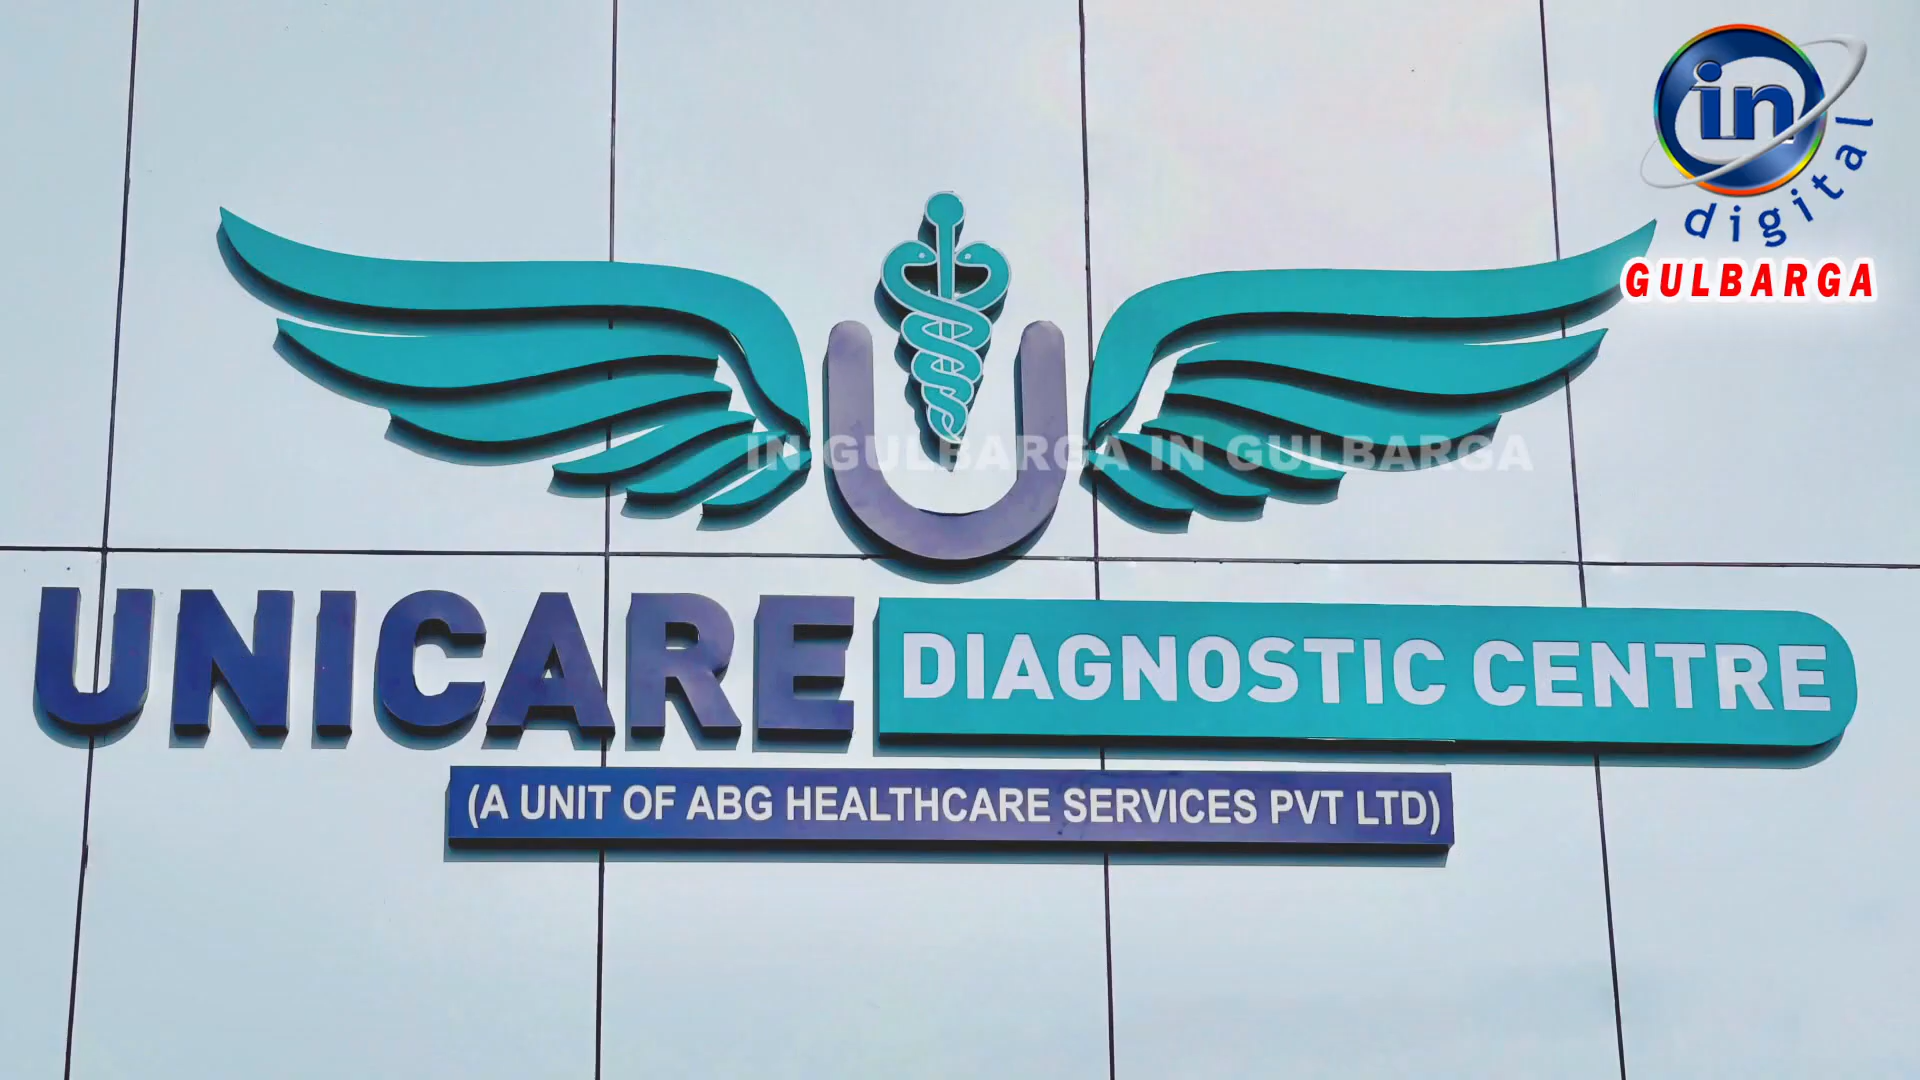 in
digital
GULBARGA
IN GULBARGA IN GULBARGA
U
UNICARE DIAGNOSTIC CENTRE
(A UNIT OF ABG HEALTHCARE SERVICES PVT LTD)